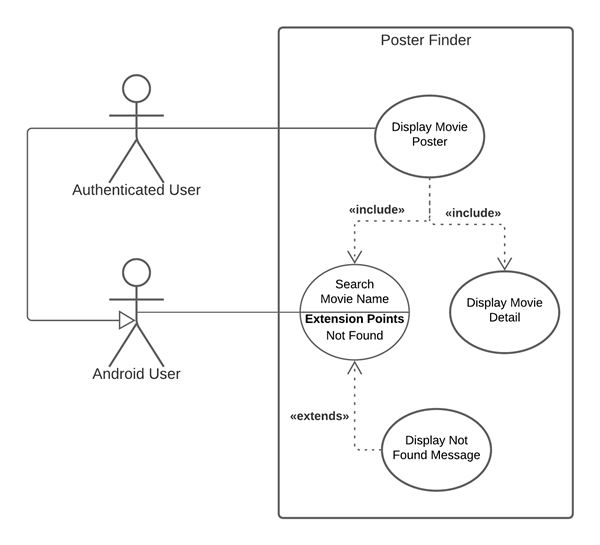 Poster Finder
Authenticated User
Display Movie
Poster
«include»
«include»
Search
Movie Name
Extension Points
Not Found
Display Movie
Detail
Android User
«extends»
Display Not
Found Message